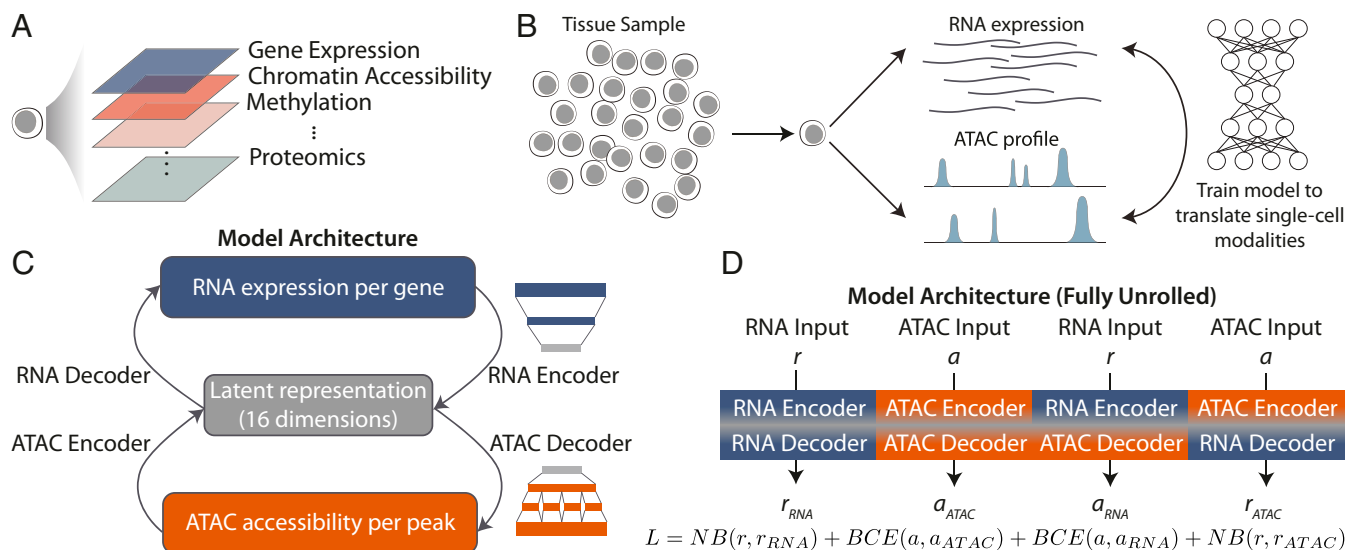 A
Gene Expression
Chromatin Accessibility
Methylation
...
Proteomics
...
B
Tissue Sample
RNA expression
ATAC profile
Train model to
translate single-cell
modalities
C
Model Architecture
RNA expression per gene
RNA Decoder
RNA Encoder
Latent representation
(16 dimensions)
ATAC Encoder
ATAC Decoder
ATAC accessibility per peak
D
Model Architecture (Fully Unrolled)
RNA Input ATAC Input RNA Input ATAC Input
r a r a
RNA Encoder ATAC Encoder RNA Encoder ATAC Encoder
RNA Decoder ATAC Decoder ATAC Decoder RNA Decoder
r_RNA a_ATAC a_RNA r_ATAC
L = NB(r, r_RNA) + BCE(a, a_ATAC) + BCE(a, a_RNA) + NB(r, r_ATAC)